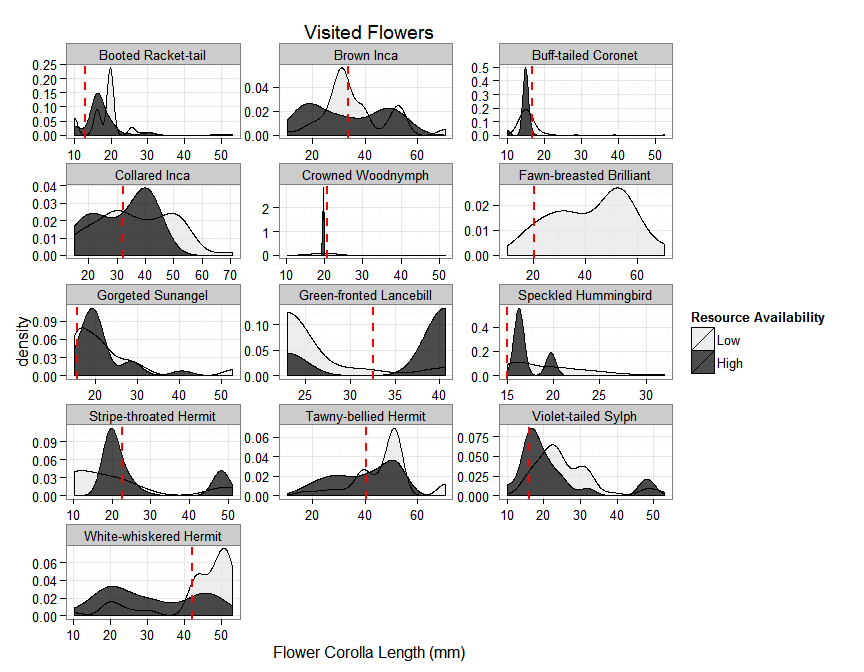 Visited Flowers
Booted Racket-tail
0.25
0.20
0.15
0.10
0.05
0.00
10 20 30 40 50
Brown Inca
0.04
0.02
0.00
20 40 60
Buff-tailed Coronet
0.5
0.4
0.3
0.2
0.1
0.0
10 20 30 40 50
Collared Inca
0.04
0.03
0.02
0.01
0.00
20 30 40 50 60 70
Crowned Woodnymph
2
1
0
10 20 30 40 50
Fawn-breasted Brilliant
0.02
0.01
0.00
20 40 60
Gorgeted Sunangel
0.09
0.06
0.03
0.00
20 30 40 50
Green-fronted Lancebill
0.10
0.05
0.00
25 30 35 40
Speckled Hummingbird
0.4
0.2
0.0
15 20 25 30
Stripe-throated Hermit
0.09
0.06
0.03
0.00
10 20 30 40 50
Tawny-bellied Hermit
0.06
0.04
0.02
0.00
20 40 60
Violet-tailed Sylph
0.075
0.050
0.025
0.000
10 20 30 40 50
White-whiskered Hermit
0.06
0.04
0.02
0.00
10 20 30 40 50
density
Flower Corolla Length (mm)
Resource Availability
Low
High